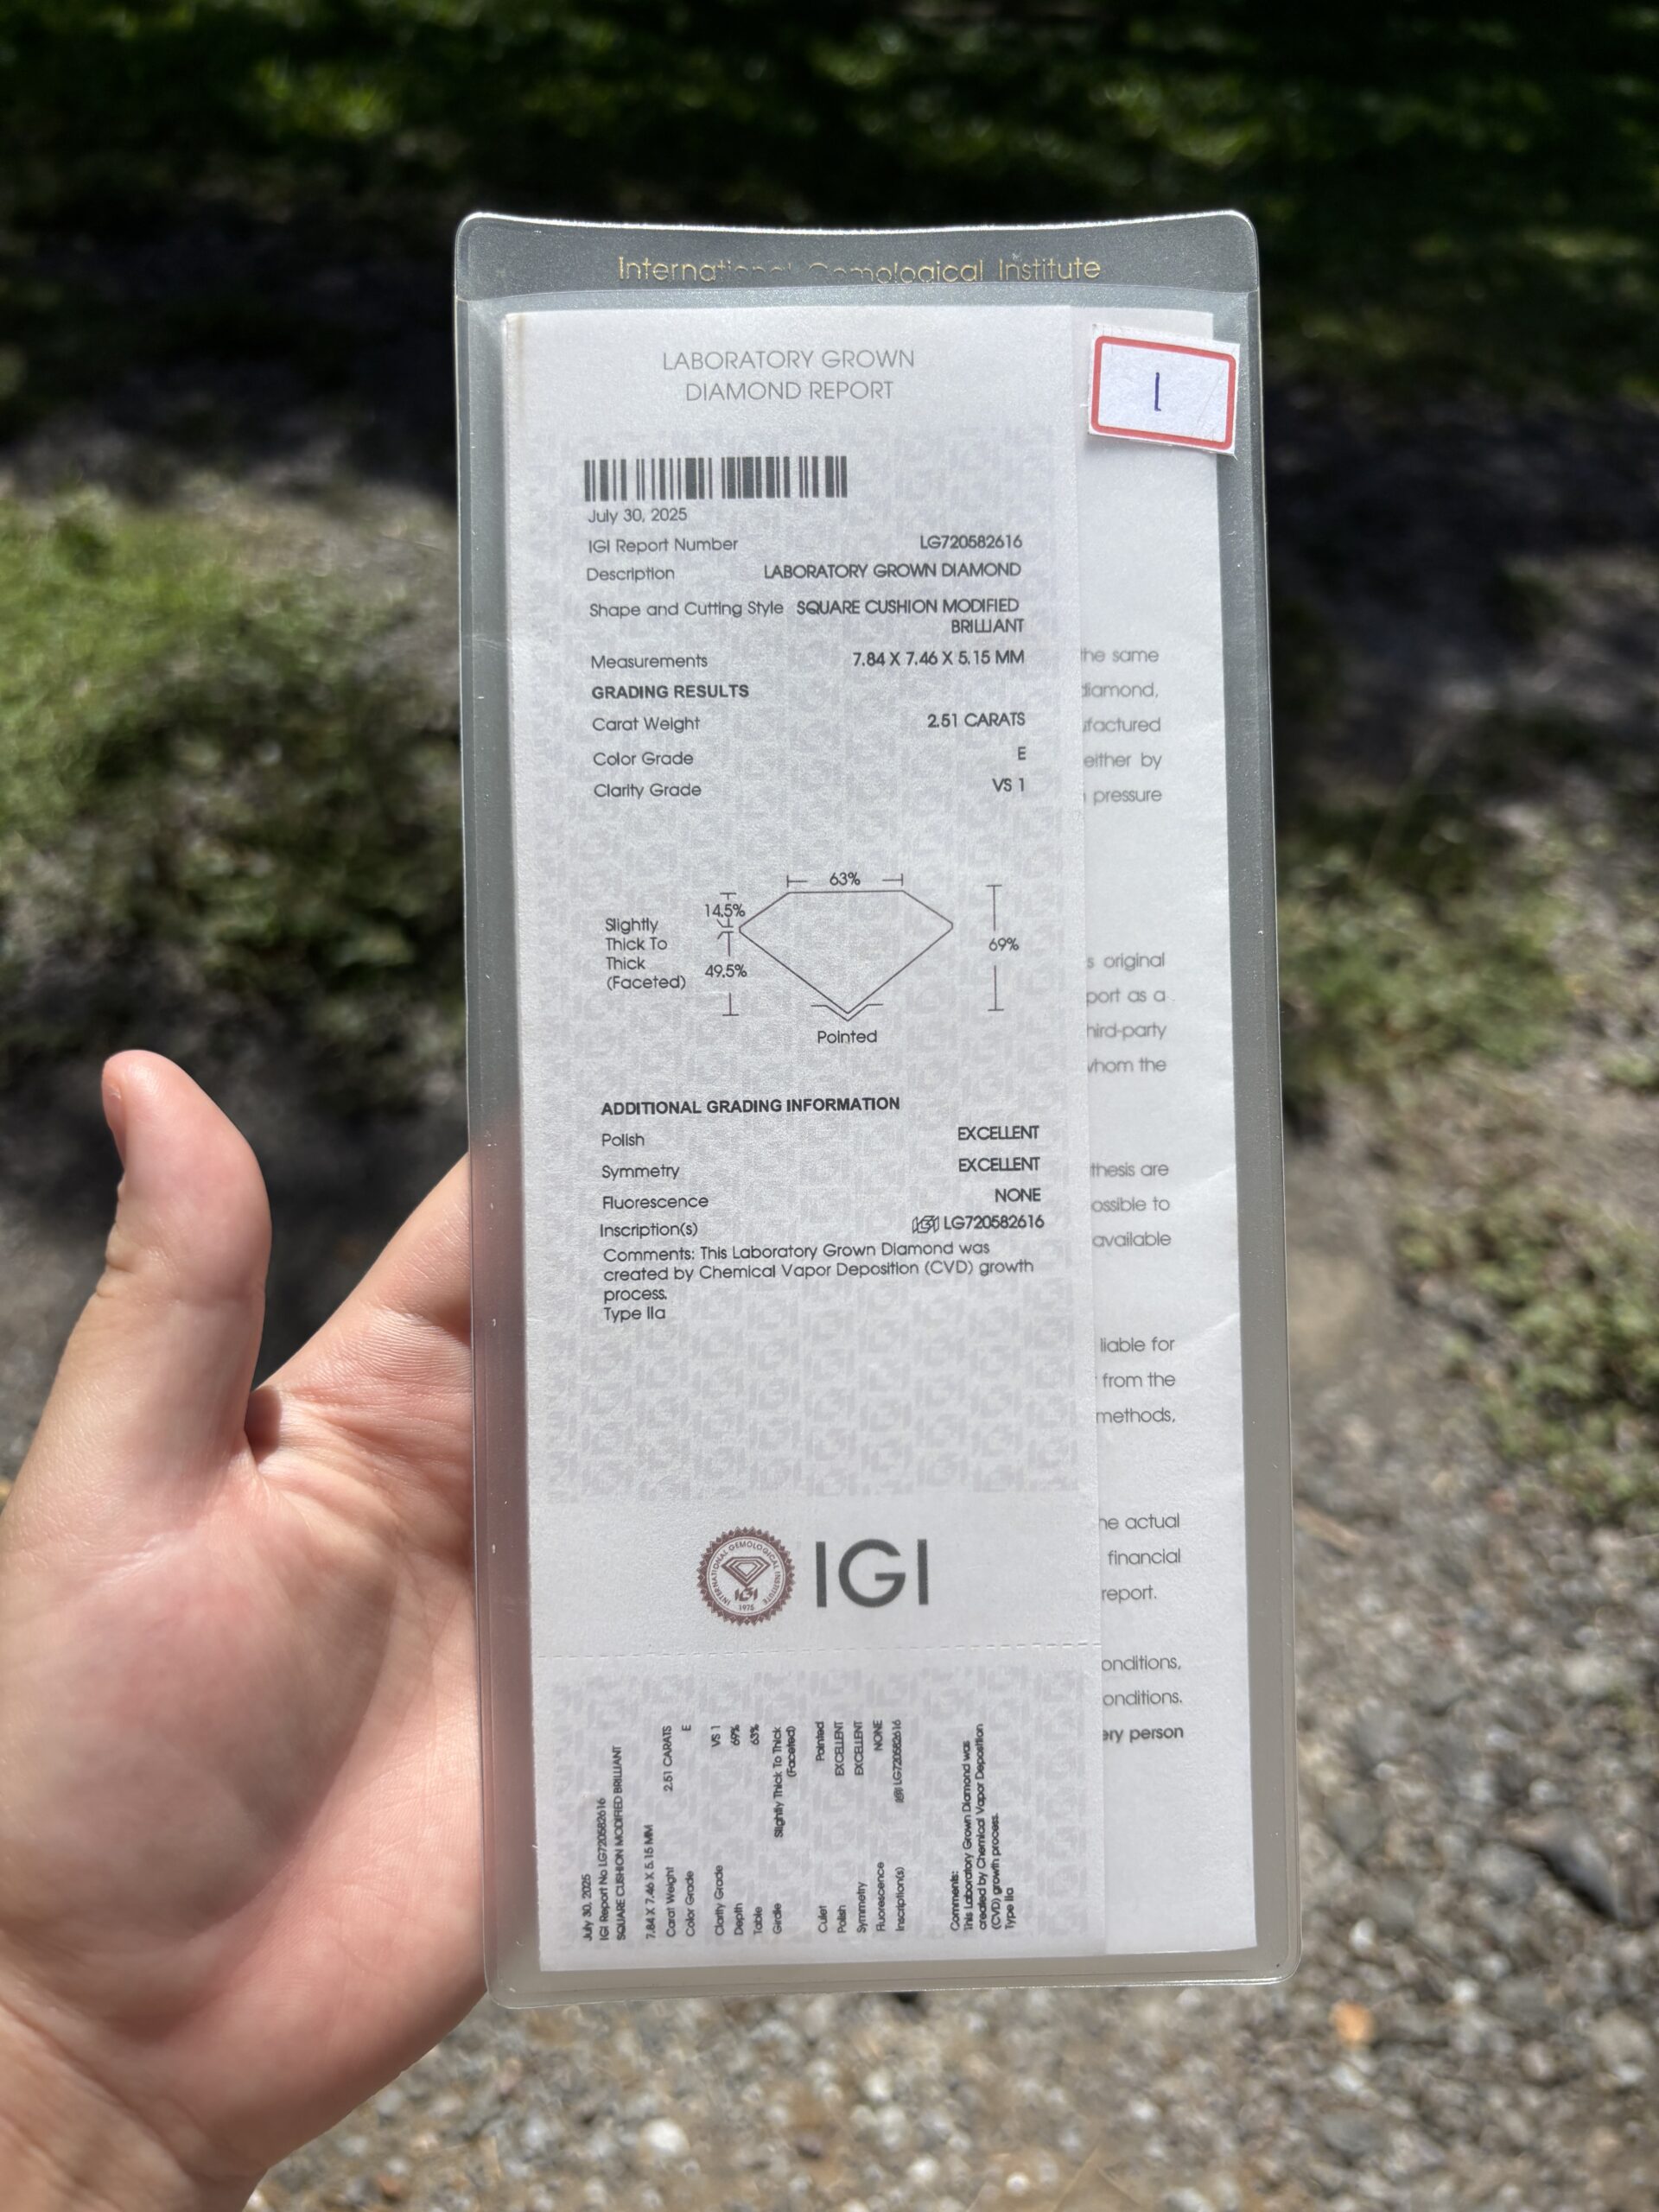 International Gemological Institute
LABORATORY GROWN
DIAMOND REPORT
1
July 30, 2025
IGI Report Number LG720582616
Description LABORATORY GROWN DIAMOND
Shape and Cutting Style SQUARE CUSHION MODIFIED
BRILLIANT
Measurements 7.84 X 7.46 X 5.15 MM
GRADING RESULTS
Carat Weight 2.51 CARATS
Color Grade E
Clarity Grade VS 1
63%
14.5%
Slightly
Thick To
Thick
(Faceted)
49.5%
69%
Pointed
ADDITIONAL GRADING INFORMATION
Polish EXCELLENT
Symmetry EXCELLENT
Fluorescence NONE
Inscription(s) IGI LG720582616
Comments: This Laboratory Grown Diamond was
created by Chemical Vapor Deposition (CVD) growth
process.
Type IIa
INTERNATIONAL GEMOLOGICAL INSTITUTE
IGI
1975
IGI
July 30, 2025
IGI Report No LG720582616
SQUARE CUSHION MODIFIED BRILLIANT
7.84 X 7.46 X 5.15 MM
Carat Weight 2.51 CARATS
Color Grade E
Clarity Grade VS 1
Depth 69%
Table 63%
Girdle Slightly Thick To Thick
(Faceted)
Culet Pointed
Polish EXCELLENT
Symmetry EXCELLENT
Fluorescence NONE
Inscription(s) IGI LG720582616
Comments:
This Laboratory Grown Diamond was
created by Chemical Vapor Deposition
(CVD) growth process.
Type IIa
the same
diamond,
either by
pressure
original
port as a
hird-party
whom the
thesis are
ossible to
available
liable for
from the
methods,
actual
financial
report.
onditions,
onditions.
ery person